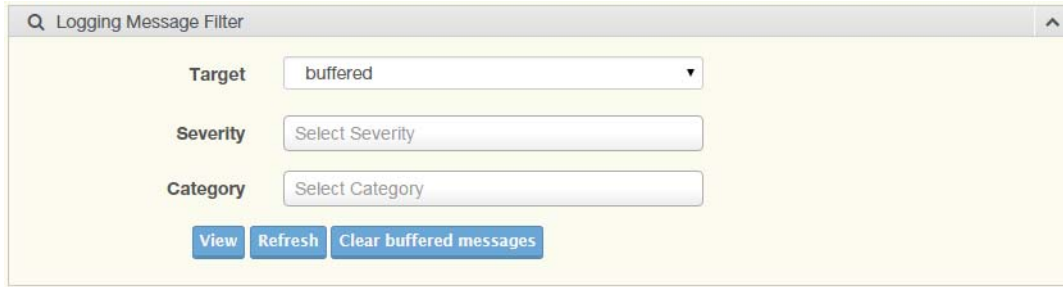 Logging Message Filter
Target buffered
Severity Select Severity
Category Select Category
View Refresh Clear buffered messages